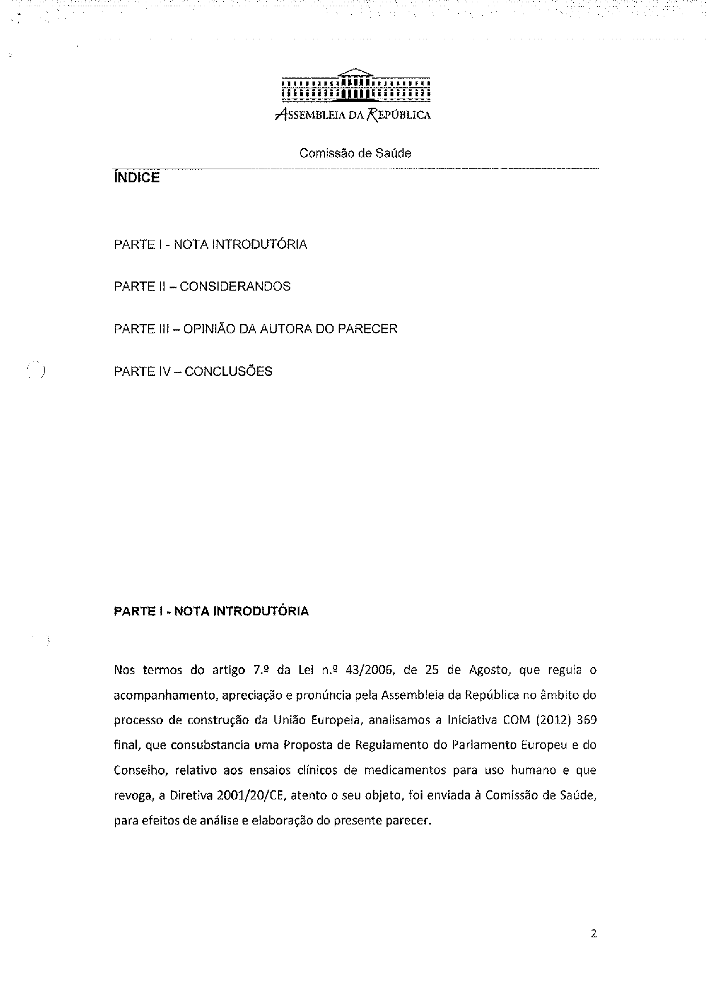 ASSEMBLEIA DA REPÚBLICA
Comissão de Saúde
ÍNDICE
PARTE I - NOTA INTRODUTÓRIA
PARTE II – CONSIDERANDOS
PARTE III – OPINIÃO DA AUTORA DO PARECER
PARTE IV – CONCLUSÕES
PARTE I - NOTA INTRODUTÓRIA
Nos termos do artigo 7.º da Lei n.º 43/2006, de 25 de Agosto, que regula o
acompanhamento, apreciação e pronúncia pela Assembleia da República no âmbito do
processo de construção da União Europeia, analisamos a Iniciativa COM (2012) 369
final, que consubstancia uma Proposta de Regulamento do Parlamento Europeu e do
Conselho, relativo aos ensaios clínicos de medicamentos para uso humano e que
revoga, a Diretiva 2001/20/CE, atento o seu objeto, foi enviada à Comissão de Saúde,
para efeitos de análise e elaboração do presente parecer.
2